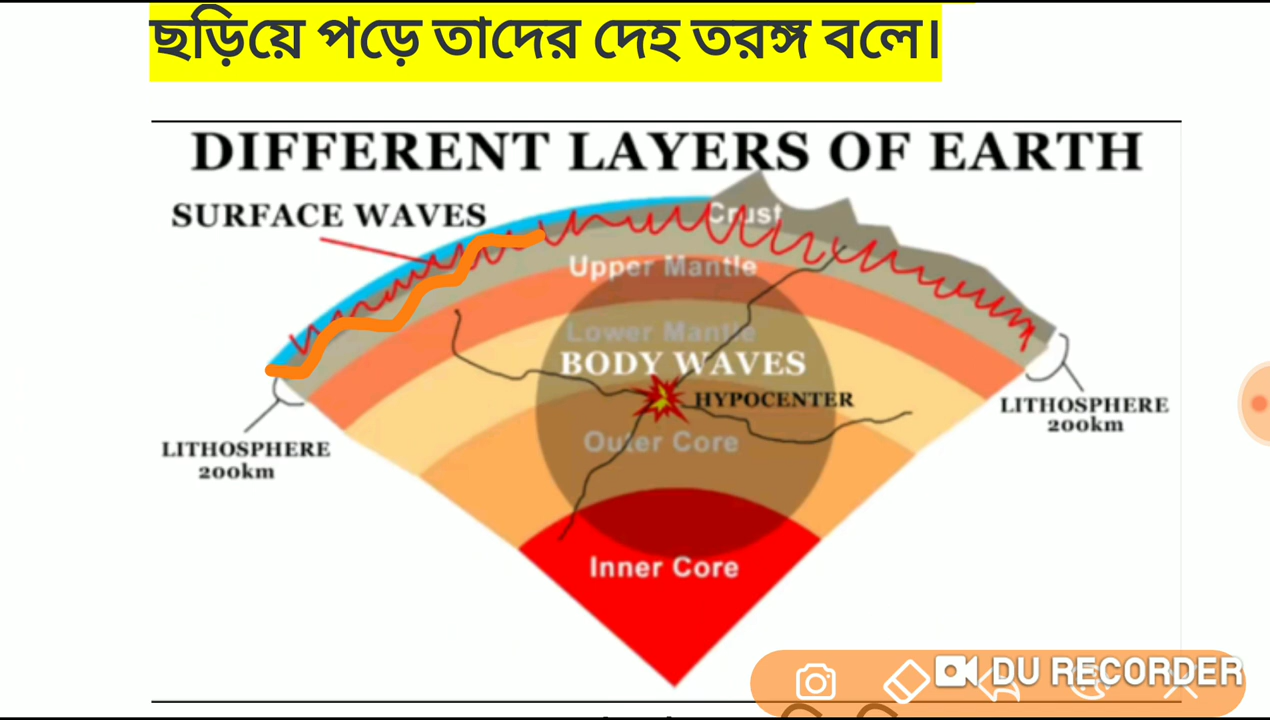 ছড়িয়ে পড়ে তাদের দেহ তরঙ্গ বলে।
DIFFERENT LAYERS OF EARTH
SURFACE WAVES
Crust
Upper Mantle
Lower Mantle
BODY WAVES
HYPOCENTER
LITHOSPHERE
200km
Outer Core
LITHOSPHERE
200km
Inner Core
DU RECORDER